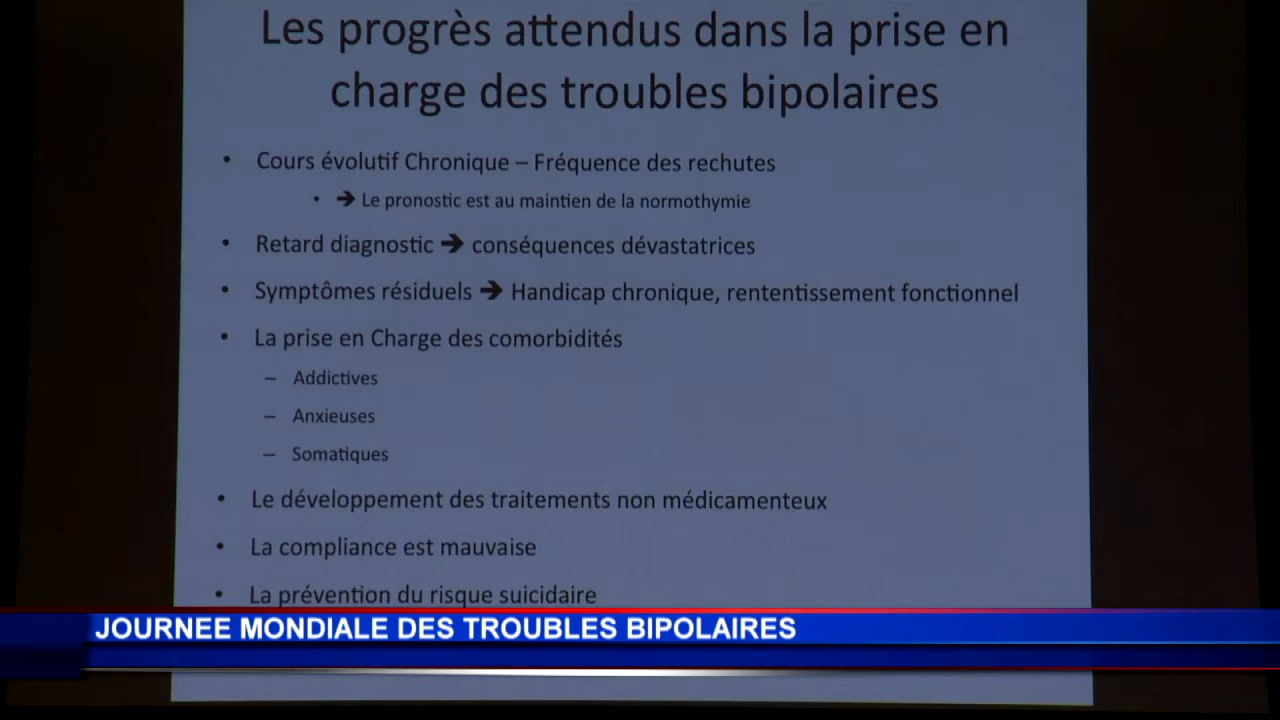 Les progrès attendus dans la prise en
charge des troubles bipolaires
• Cours évolutif Chronique – Fréquence des rechutes
• ➔ Le pronostic est au maintien de la normothymie
• Retard diagnostic ➔ conséquences dévastatrices
• Symptômes résiduels ➔ Handicap chronique, rententissement fonctionnel
• La prise en Charge des comorbidités
– Addictives
– Anxieuses
– Somatiques
• Le développement des traitements non médicamenteux
• La compliance est mauvaise
• La prévention du risque suicidaire
JOURNEE MONDIALE DES TROUBLES BIPOLAIRES